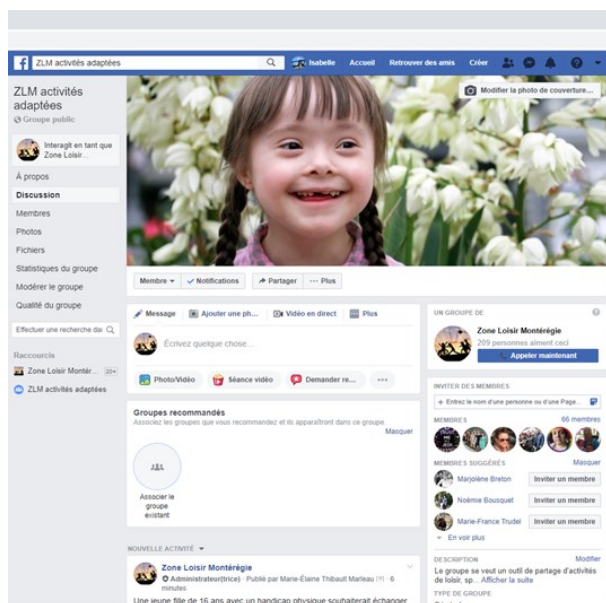 ZLM activités adaptées
Isabelle Accueil Retrouver des amis Créer
ZLM activités
adaptées
Groupe public
Interagit en tant que
Zone Loisir...
À propos
Discussion
Membres
Photos
Fichiers
Statistiques du groupe
Modérer le groupe
Qualité du groupe
Effectuer une recherche da
Raccourcis
Zone Loisir Montér... 20+
ZLM activités adaptées
Modifier la photo de couverture...
Membre Notifications Partager ··· Plus
Message Ajouter une ph... Vidéo en direct Plus
Écrivez quelque chose...
Photo/Vidéo Séance vidéo Demander re... ···
Groupes recommandés
Associez les groupes que vous recommandez et ils apparaîtront dans ce groupe.
Masquer
Associer le
groupe
existant
NOUVELLE ACTIVITÉ
Zone Loisir Montérégie
Administrateur(trice) · Publié par Marie-Élaine Thibault Marleau [?] · 6
minutes
Une jeune fille de 16 ans avec un handicap physique souhaiterait échanger
UN GROUPE DE
Zone Loisir Montérégie
209 personnes aiment ceci
Appeler maintenant
INVITER DES MEMBRES
+ Entrez le nom d'une personne ou d'une Page...
MEMBRES 66 membres
MEMBRES SUGGÉRÉS Masquer
Marjolène Breton Inviter un membre
Noémie Bousquet Inviter un membre
Marie-France Trudel Inviter un membre
En voir plus
DESCRIPTION Modifier
Le groupe se veut un outil de partage d'activités
de loisir, sp... Afficher la suite
TYPE DE GROUPE